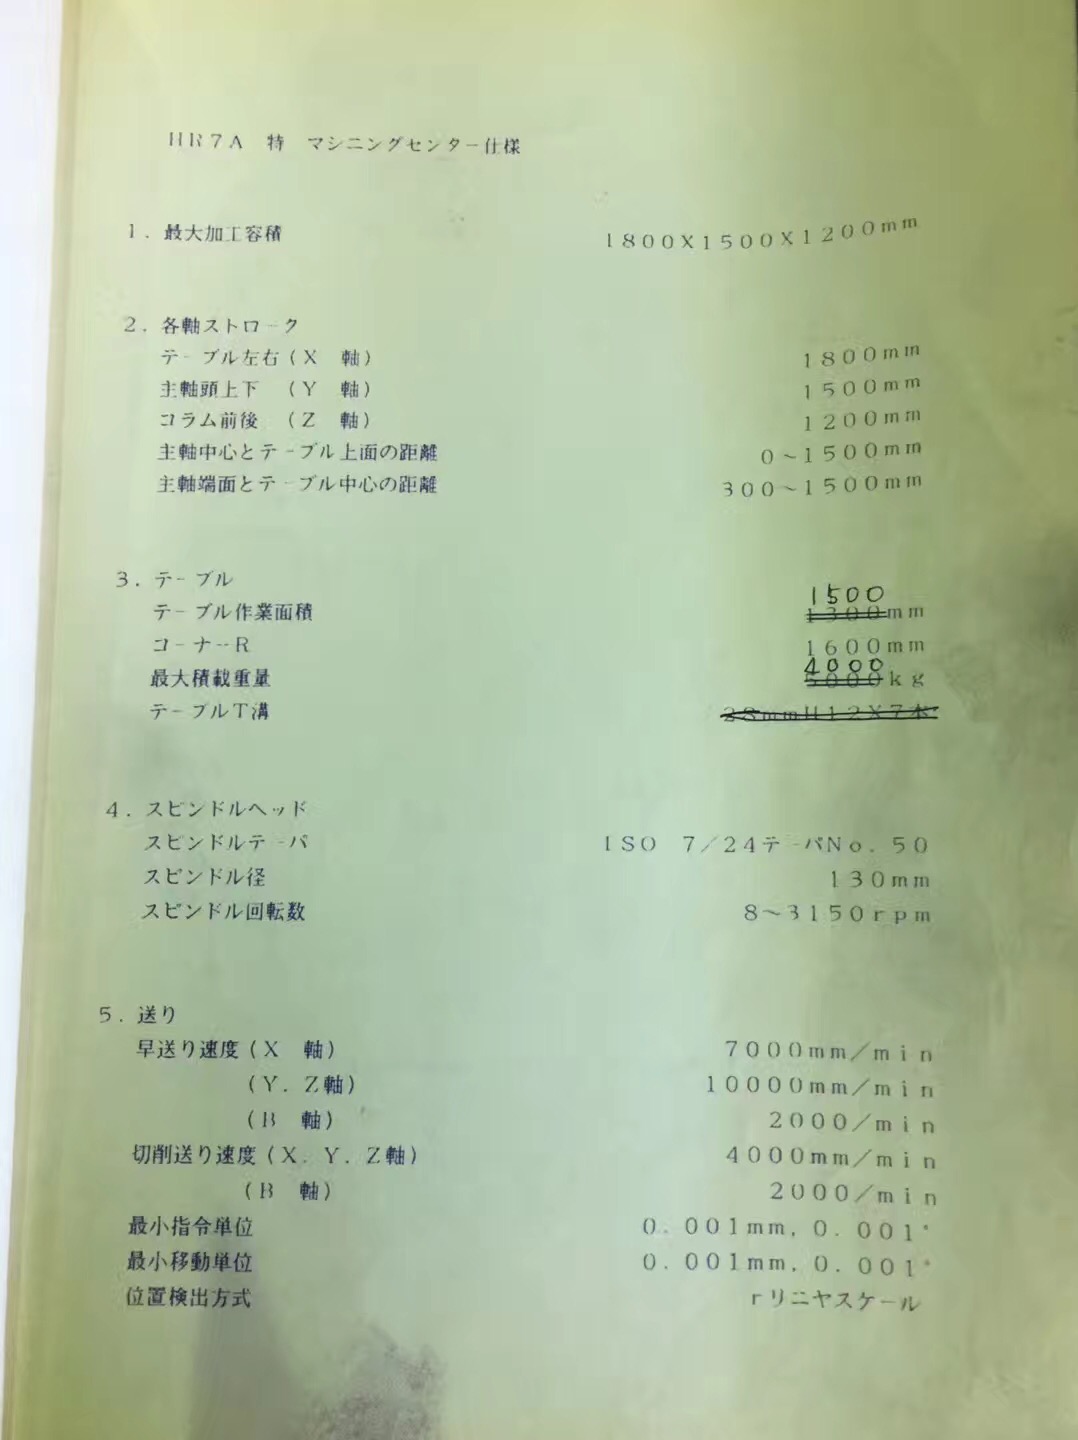 HR7A 特 マシニングセンター仕様
1. 最大加工容積 1800X1500X1200mm
2. 各軸ストローク
テーブル左右(X 軸) 1800mm
主軸頭上下 (Y 軸) 1500mm
コラム前後 (Z 軸) 1200mm
主軸中心とテーブル上面の距離 0~1500mm
主軸端面とテーブル中心の距離 300~1500mm
3. テーブル
1500
テーブル作業面積 1300mm
コーナーR 1600mm
4000
最大積載重量 5000kg
テーブルT溝 28mmH12X7本
4. スピンドルヘッド
スピンドルテーパ ISO 7/24テーパNo. 50
スピンドル径 130mm
スピンドル回転数 8~3150rpm
5. 送り
早送り速度(X 軸) 7000mm/min
(Y. Z軸) 10000mm/min
(B 軸) 2000/min
切削送り速度(X. Y. Z軸) 4000mm/min
(B 軸) 2000/min
最小指令単位 0. 001mm, 0. 001°
最小移動単位 0. 001mm, 0. 001°
位置検出方式 rリニヤスケール